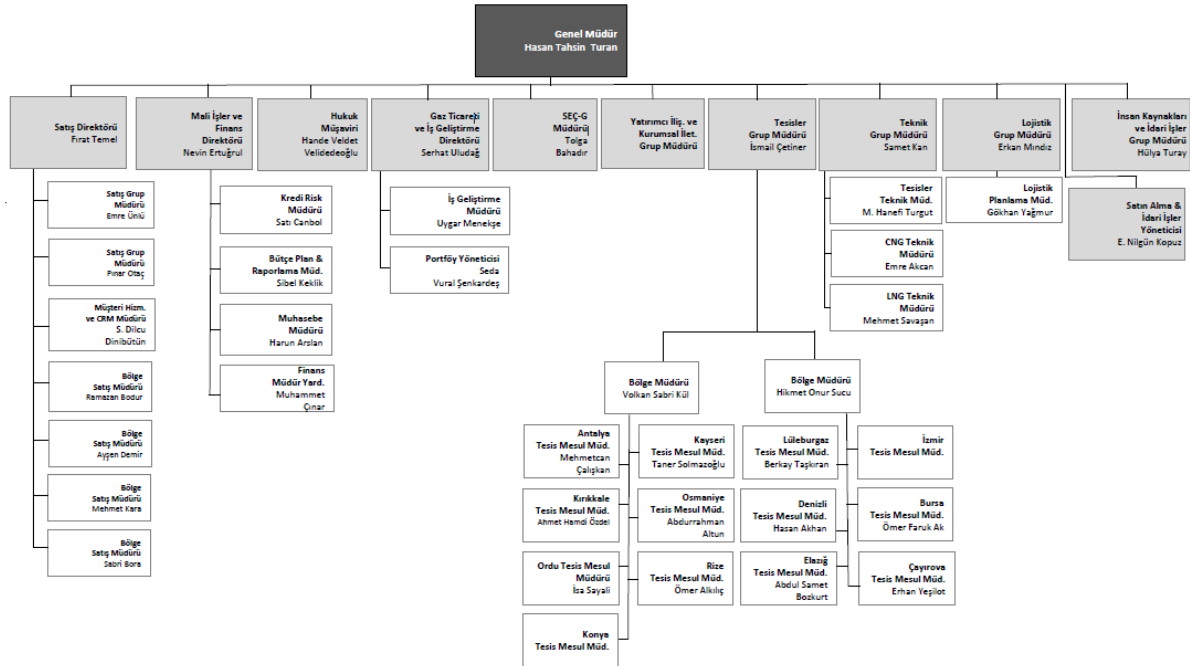 Genel Müdür
Hasan Tahsin Turan
Satış Direktörü
Fırat Temel
Mali İşler ve
Finans
Direktörü
Nevin Ertuğrul
Hukuk
Müşaviri
Hande Veldet
Velidedeoğlu
Gaz Ticareti
ve İş Geliştirme
Direktörü
Serhat Uludağ
SEÇ-G
Müdürü
Tolga
Bahadır
Yatırımcı İliş. ve
Kurumsal İlet.
Grup Müdürü
Tesisler
Grup Müdürü
İsmail Çetiner
Teknik
Grup Müdürü
Samet Kan
Lojistik
Grup Müdürü
Erkan Mındız
İnsan Kaynakları
ve İdari İşler
Grup Müdürü
Hülya Turay
Satış Grup
Müdürü
Emre Ünlü
Satış Grup
Müdürü
Pınar Otaç
Müşteri Hizm.
ve CRM Müdürü
S. Dilcu
Dinibütün
Bölge
Satış Müdürü
Ramazan Bodur
Bölge
Satış Müdürü
Ayşen Demir
Bölge
Satış Müdürü
Mehmet Kara
Bölge
Satış Müdürü
Sabri Bora
Kredi Risk
Müdürü
Satı Canbol
Bütçe Plan &
Raporlama Müd.
Sibel Keklik
Muhasebe
Müdürü
Harun Arslan
Finans
Müdür Yard.
Muhammet
Çınar
İş Geliştirme
Müdürü
Uygar Menekşe
Portföy Yöneticisi
Seda
Vural Şenkardeş
Tesisler
Teknik Müd.
M. Hanefi Turgut
CNG Teknik
Müdürü
Emre Akcan
LNG Teknik
Müdürü
Mehmet Savaşan
Lojistik
Planlama Müd.
Gökhan Yağmur
Satın Alma &
İdari İşler
Yöneticisi
E. Nilgün Kopuz
Bölge Müdürü
Volkan Sabri Kül
Bölge Müdürü
Hikmet Onur Sucu
Antalya
Tesis Mesul Müd.
Mehmetcan
Çalışkan
Kayseri
Tesis Mesul Müd.
Taner Solmazoğlu
Kırıkkale
Tesis Mesul Müd.
Ahmet Hamdi Özdel
Osmaniye
Tesis Mesul Müd.
Abdurrahman
Altun
Ordu Tesis Mesul
Müdürü
İsa Sayali
Rize
Tesis Mesul Müd.
Ömer Alkılıç
Konya
Tesis Mesul Müd.
Lüleburgaz
Tesis Mesul Müd.
Berkay Taşkıran
İzmir
Tesis Mesul Müd.
Denizli
Tesis Mesul Müd.
Hasan Akhan
Bursa
Tesis Mesul Müd.
Ömer Faruk Ak
Elazığ
Tesis Mesul Müd.
Abdul Samet
Bozkurt
Çayırova
Tesis Mesul Müd.
Erhan Yeşilot